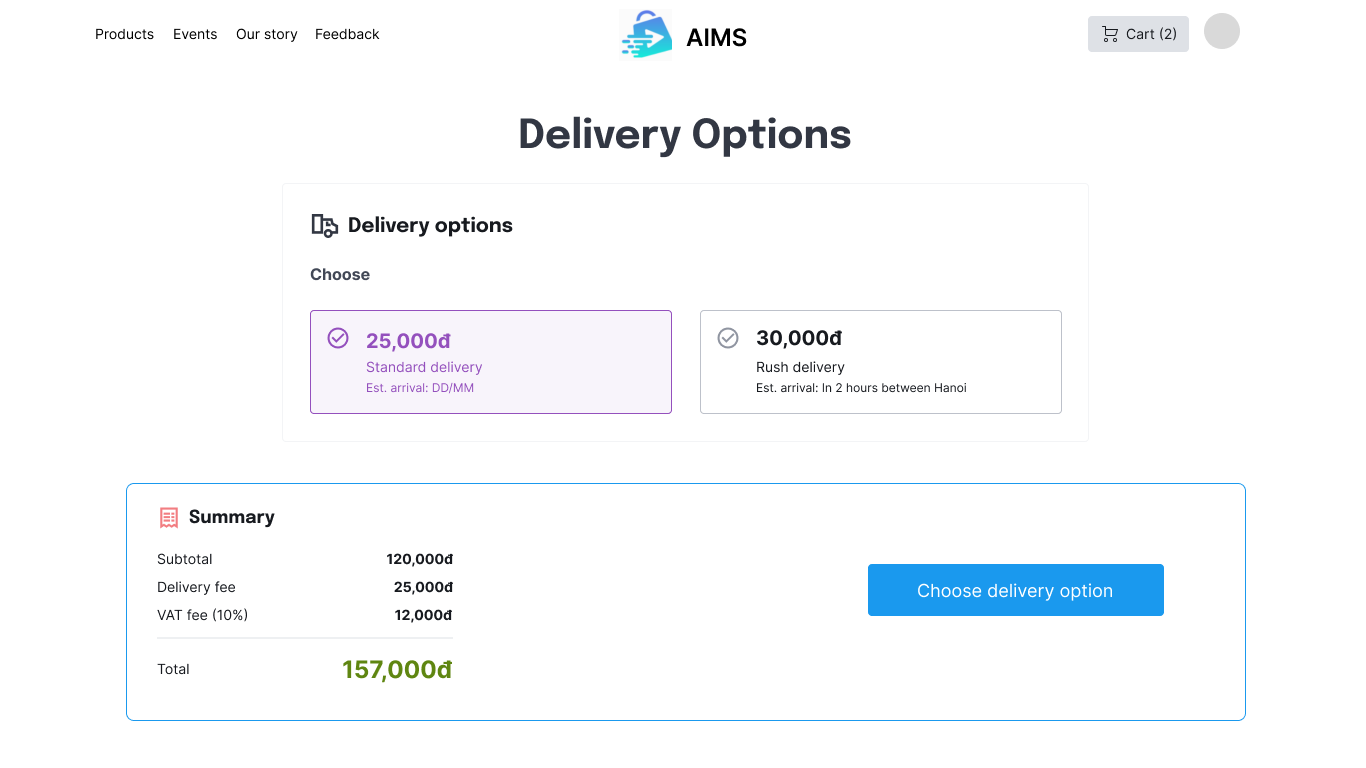 Products Events Our story Feedback
AIMS
Cart (2)
Delivery Options
Delivery options
Choose
25,000đ
Standard delivery
Est. arrival: DD/MM
30,000đ
Rush delivery
Est. arrival: In 2 hours between Hanoi
Summary
Subtotal 120,000đ
Delivery fee 25,000đ
VAT fee (10%) 12,000đ
Total 157,000đ
Choose delivery option